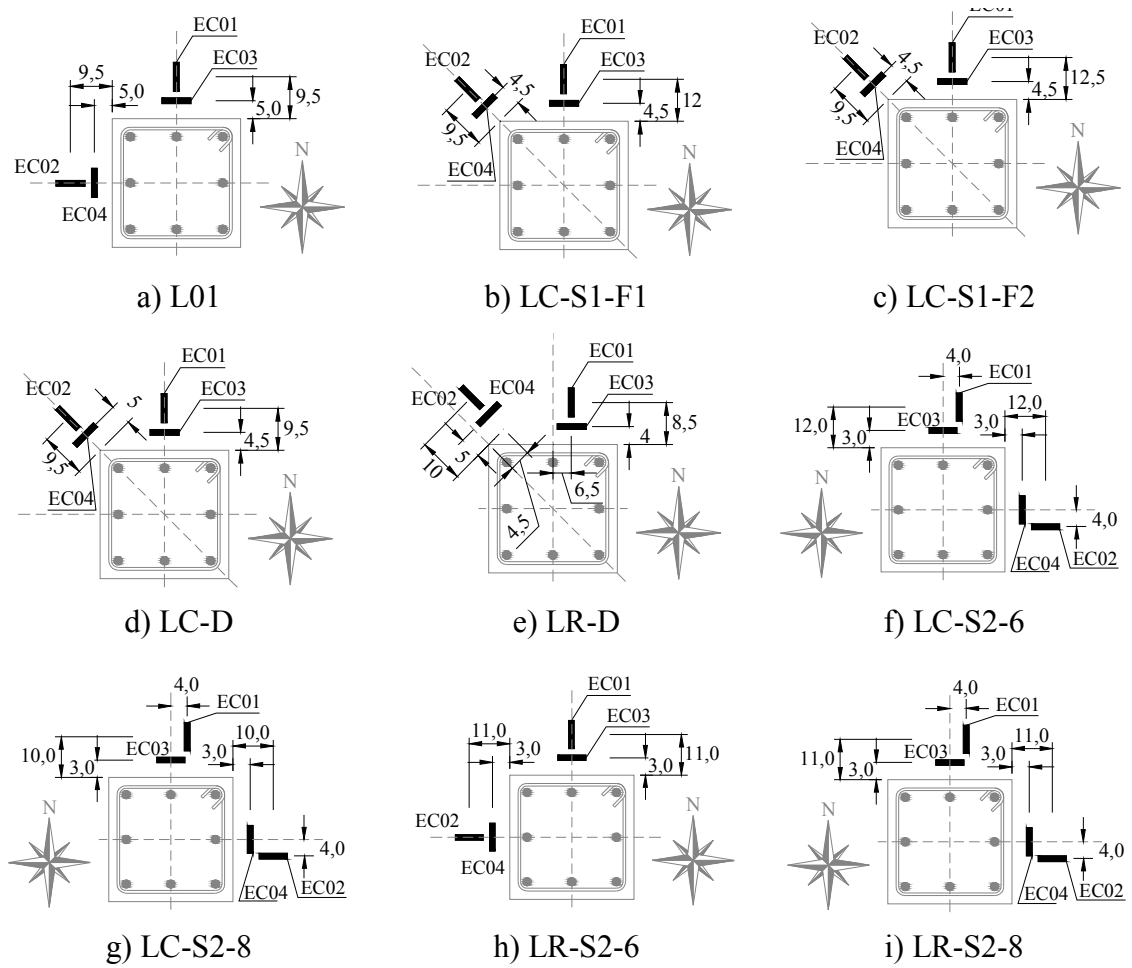 EC01
EC03
9,5
5,0
9,5
5,0
EC02
EC04
N
a) L01
EC01
EC02
EC03
4,5
12
4,5
9,5
EC04
N
b) LC-S1-F1
EC01
EC02
EC03
4,5
12,5
4,5
9,5
EC04
N
c) LC-S1-F2
EC01
EC02
EC03
5
9,5
4,5
9,5
EC04
N
d) LC-D
EC01
EC02
EC04
EC03
8,5
4
5
10
6,5
4,5
N
e) LR-D
4,0
EC01
12,0
EC03
12,0
3,0
3,0
4,0
N
EC04
EC02
f) LC-S2-6
4,0
EC01
10,0
EC03
10,0
3,0
3,0
N
4,0
EC04
EC02
g) LC-S2-8
EC01
EC03
11,0
3,0
11,0
3,0
EC02
EC04
N
h) LR-S2-6
4,0
EC01
11,0
EC03
11,0
3,0
3,0
N
4,0
EC04
EC02
i) LR-S2-8